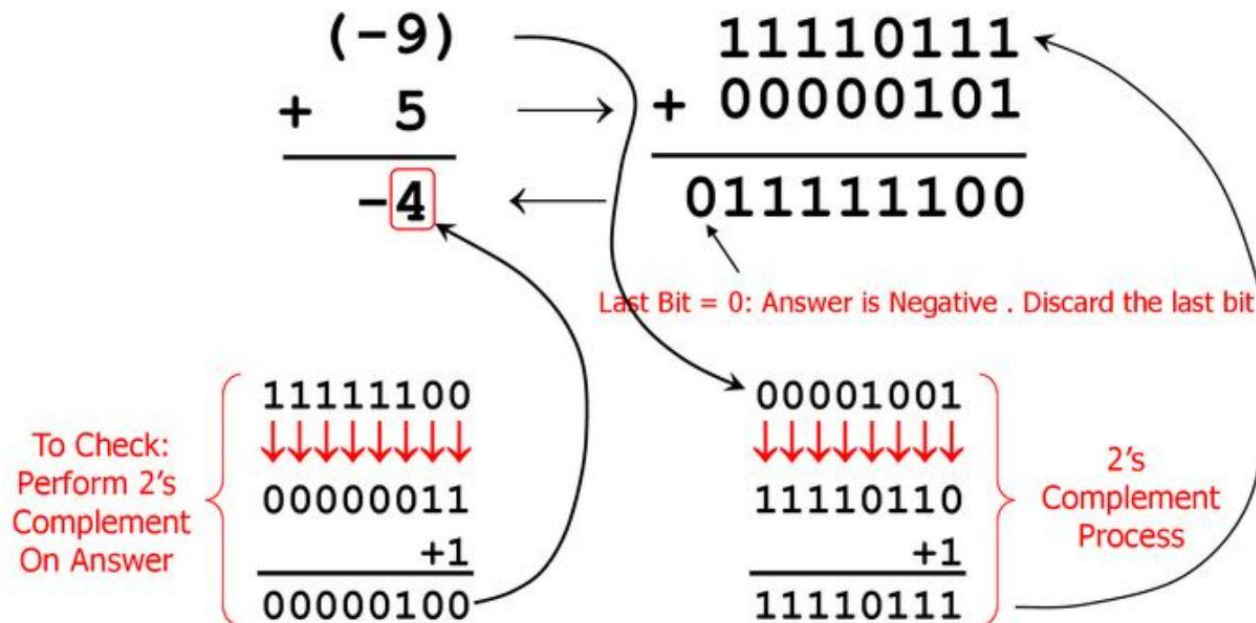 (-9)
+ 5
-4
11110111
+ 00000101
011111100
Last Bit = 0: Answer is Negative . Discard the last bit
To Check:
Perform 2's
Complement
On Answer
11111100
00000011
+1
00000100
00001001
11110110
+1
11110111
2's
Complement
Process